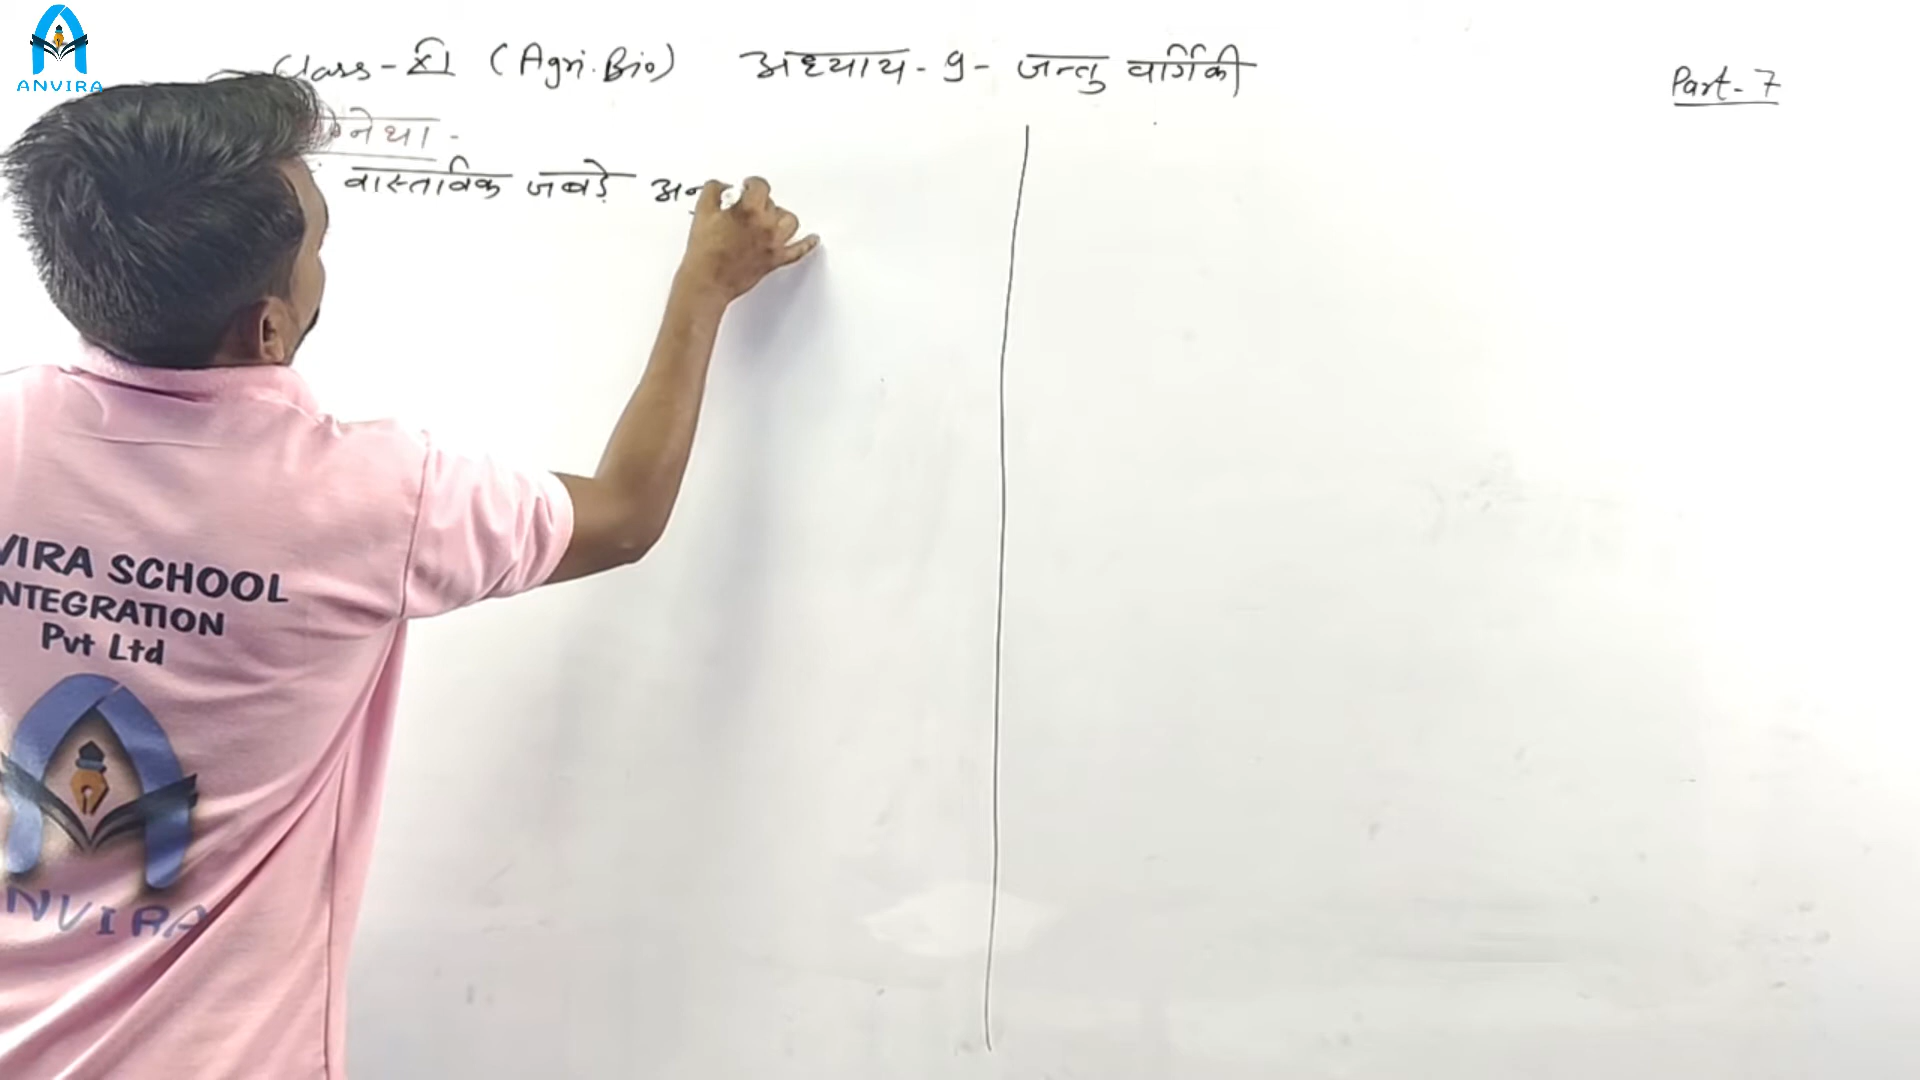 ANVIRA
Class-XI (Agri.Bio) अध्याय-9- जन्तु वर्गिकी
Part-7
वास्तविक जबड़े
VIRA SCHOOL
NTEGRATION
Pvt Ltd
NVIRA